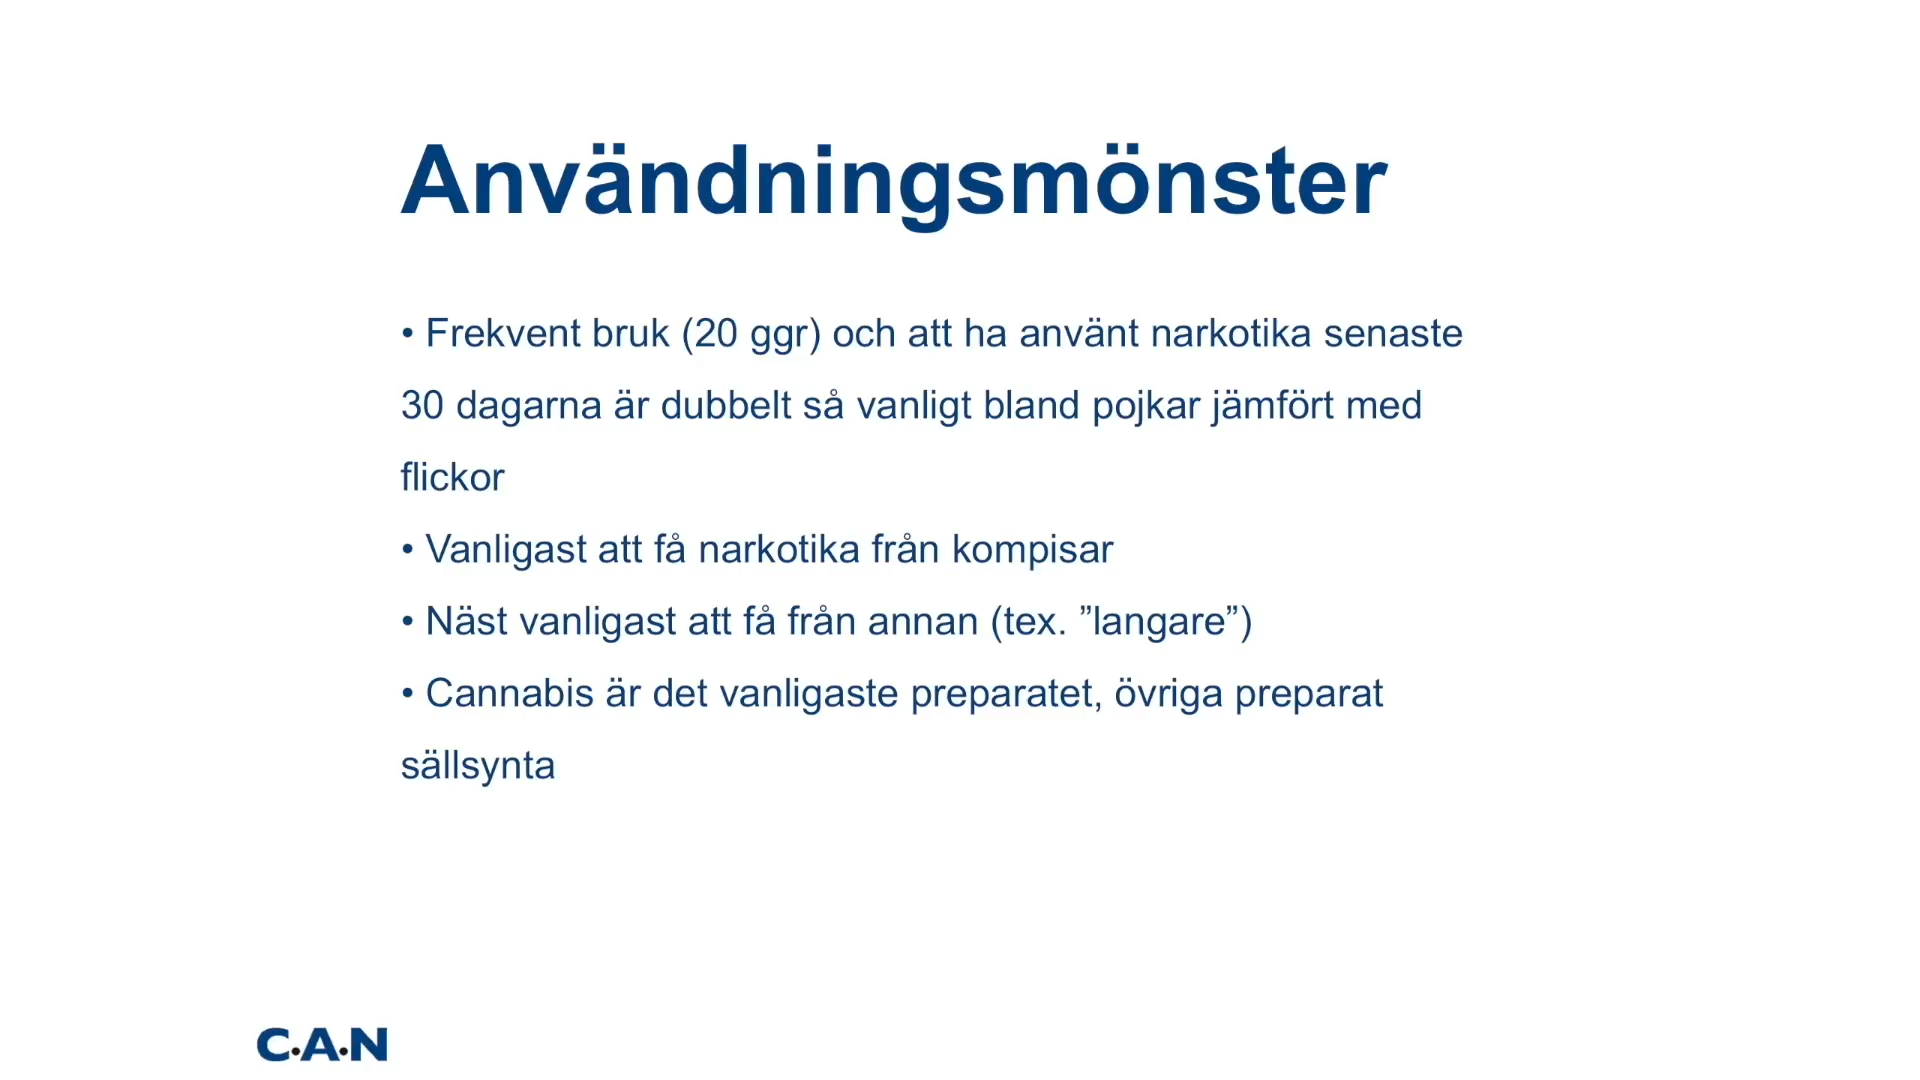 Användningsmönster
• Frekvent bruk (20 ggr) och att ha använt narkotika senaste
30 dagarna är dubbelt så vanligt bland pojkar jämfört med
flickor
• Vanligast att få narkotika från kompisar
• Näst vanligast att få från annan (tex. ”langare”)
• Cannabis är det vanligaste preparatet, övriga preparat
sällsynta
C.A.N